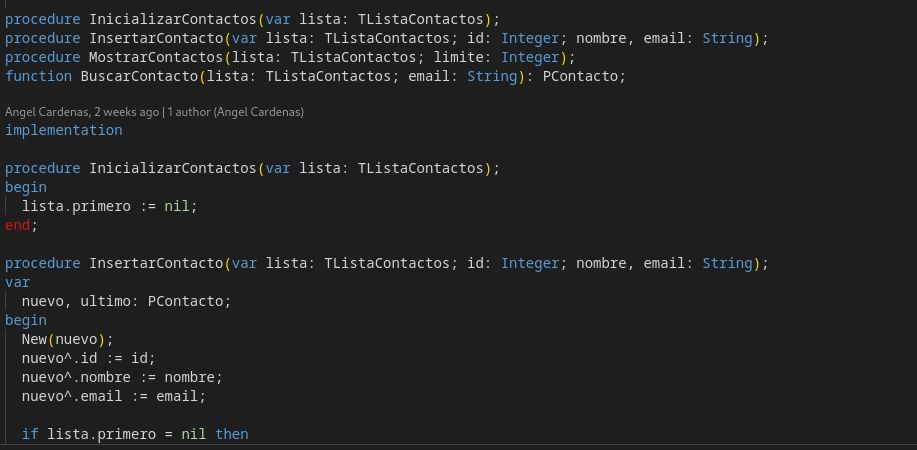 procedure InicializarContactos(var lista: TListaContactos);
procedure InsertarContacto(var lista: TListaContactos; id: Integer; nombre, email: String);
procedure MostrarContactos(lista: TListaContactos; limite: Integer);
function BuscarContacto(lista: TListaContactos; email: String): PContacto;
Angel Cardenas, 2 weeks ago | 1 author (Angel Cardenas)
implementation
procedure InicializarContactos(var lista: TListaContactos);
begin
  lista.primero := nil;
end;
procedure InsertarContacto(var lista: TListaContactos; id: Integer; nombre, email: String);
var
  nuevo, ultimo: PContacto;
begin
  New(nuevo);
  nuevo^.id := id;
  nuevo^.nombre := nombre;
  nuevo^.email := email;
  if lista.primero = nil then